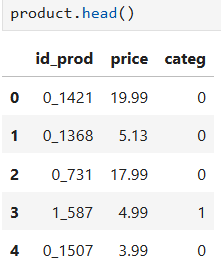 product.head()
id_prod price categ
0 0_1421 19.99 0
1 0_1368 5.13 0
2 0_731 17.99 0
3 1_587 4.99 1
4 0_1507 3.99 0